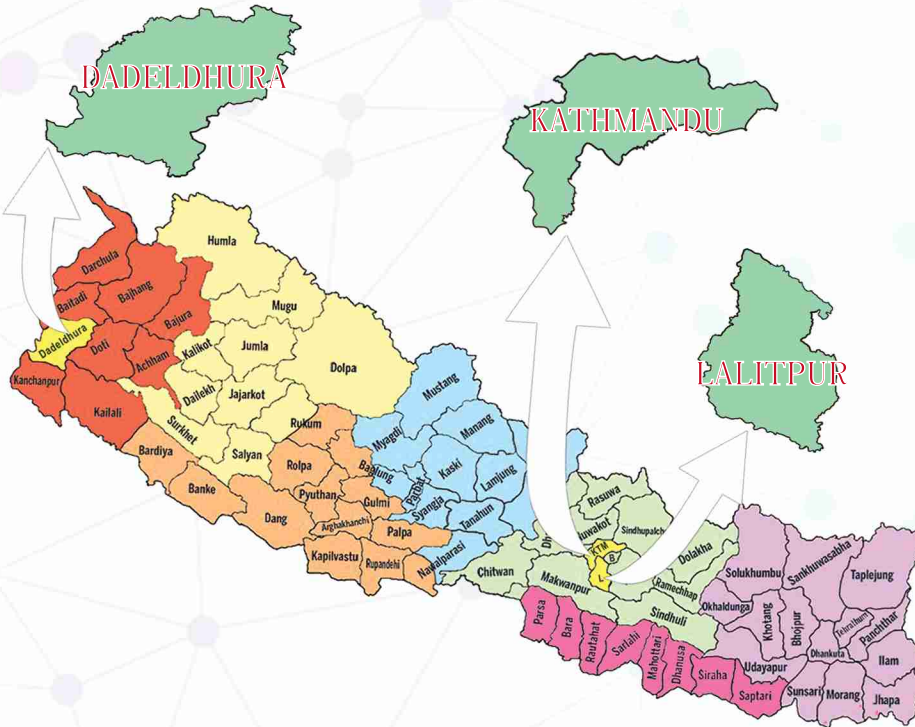 DADELDHURA
KATHMANDU
LALITPUR
Humla
Darchula
Bajhang
Baitadi
Bajura
Mugu
Dadeldhura
Doti
Achham
Kalikot
Jumla
Dolpa
Kanchanpur
Kailali
Dailekh
Jajarkot
Mustang
Surkhet
Rukum
Manang
Myagdi
Bardiya
Salyan
Rolpa
Baglung
Kaski
Lamjung
Banke
Pyuthan
Gulmi
Parbat
Syangja
Tanahun
Dang
Arghakhanchi
Palpa
Kapilvastu
Rupandehi
Nawalparasi
Rasuwa
uwakot
Sindhupalch
Dh
KTM
B
L
Dolakha
Chitwan
Makwanpur
Ramechhap
Sindhuli
Solukhumbu
Sankhuwasabha
Taplejung
Okhaldunga
Khotang
Bhojpur
Tehrathum
Panchthar
Dhankuta
Ilam
Udayapur
Parsa
Bara
Rautahat
Sarlahi
Mahottari
Dhanusa
Siraha
Saptari
Sunsari
Morang
Jhapa